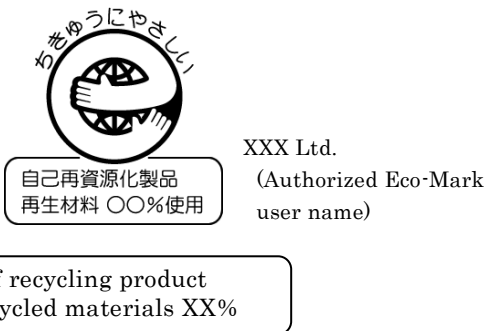 ちきゅうにやさしい
自己再資源化製品
再生材料 〇〇%使用
XXX Ltd.
(Authorized Eco-Mark
user name)
recycling product
materials XX%